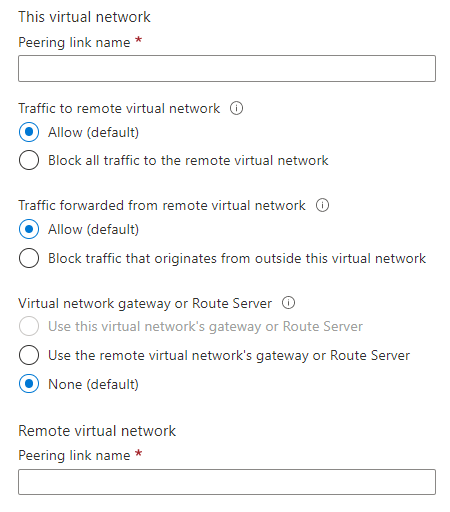 This virtual network
Peering link name *
Traffic to remote virtual network
Allow (default)
Block all traffic to the remote virtual network
Traffic forwarded from remote virtual network
Allow (default)
Block traffic that originates from outside this virtual network
Virtual network gateway or Route Server
Use this virtual network's gateway or Route Server
Use the remote virtual network's gateway or Route Server
None (default)
Remote virtual network
Peering link name *